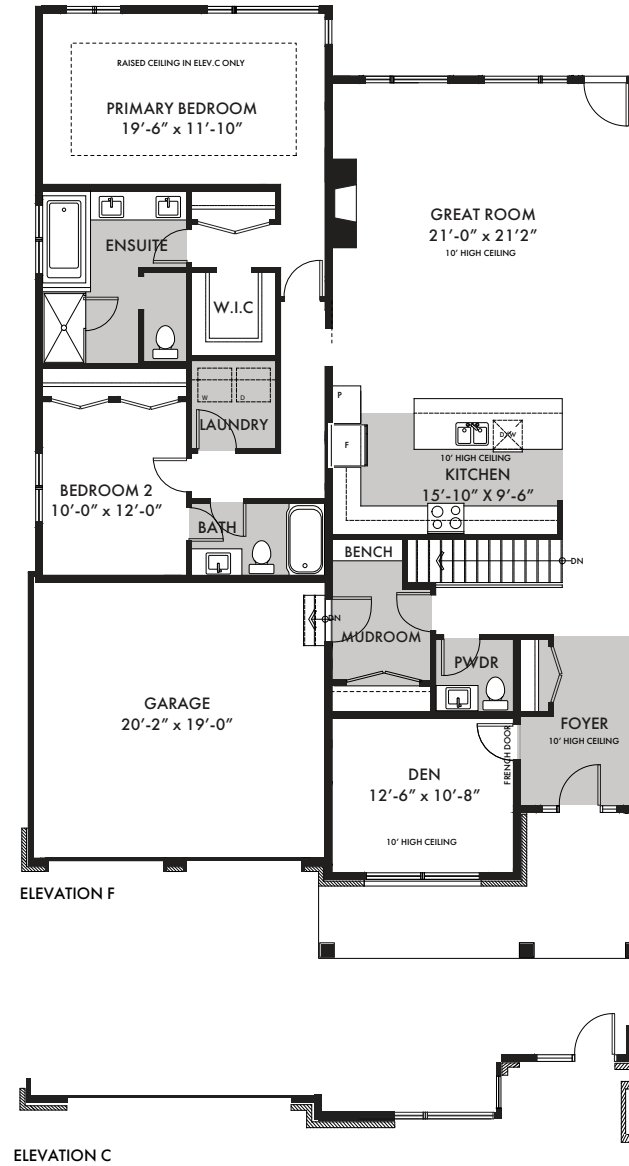 RAISED CEILING IN ELEV.C ONLY
PRIMARY BEDROOM
19'-6" x 11'-10"
GREAT ROOM
21'-0" x 21'2"
10' HIGH CEILING
ENSUITE
W.I.C
P
W D
LAUNDRY
F
D/W
10' HIGH CEILING
KITCHEN
15'-10" X 9'-6"
BEDROOM 2
10'-0" x 12'-0"
BATH
BENCH
DN
DN
MUDROOM
PWDR
GARAGE
20'-2" x 19'-0"
FOYER
10' HIGH CEILING
FRENCH DOOR
DEN
12'-6" x 10'-8"
10' HIGH CEILING
ELEVATION F
ELEVATION C